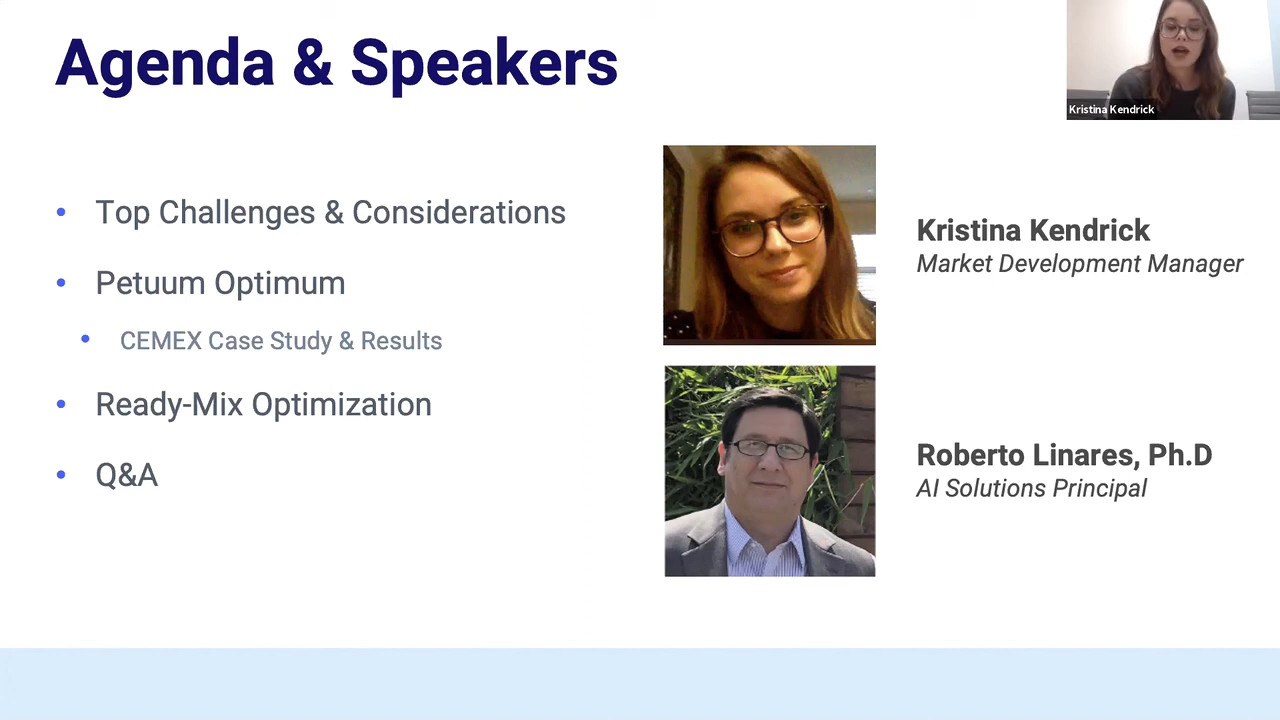 Agenda & Speakers
Kristina Kendrick
• Top Challenges & Considerations
• Petuum Optimum
• CEMEX Case Study & Results
• Ready-Mix Optimization
• Q&A
Kristina Kendrick
Market Development Manager
Roberto Linares, Ph.D
AI Solutions Principal